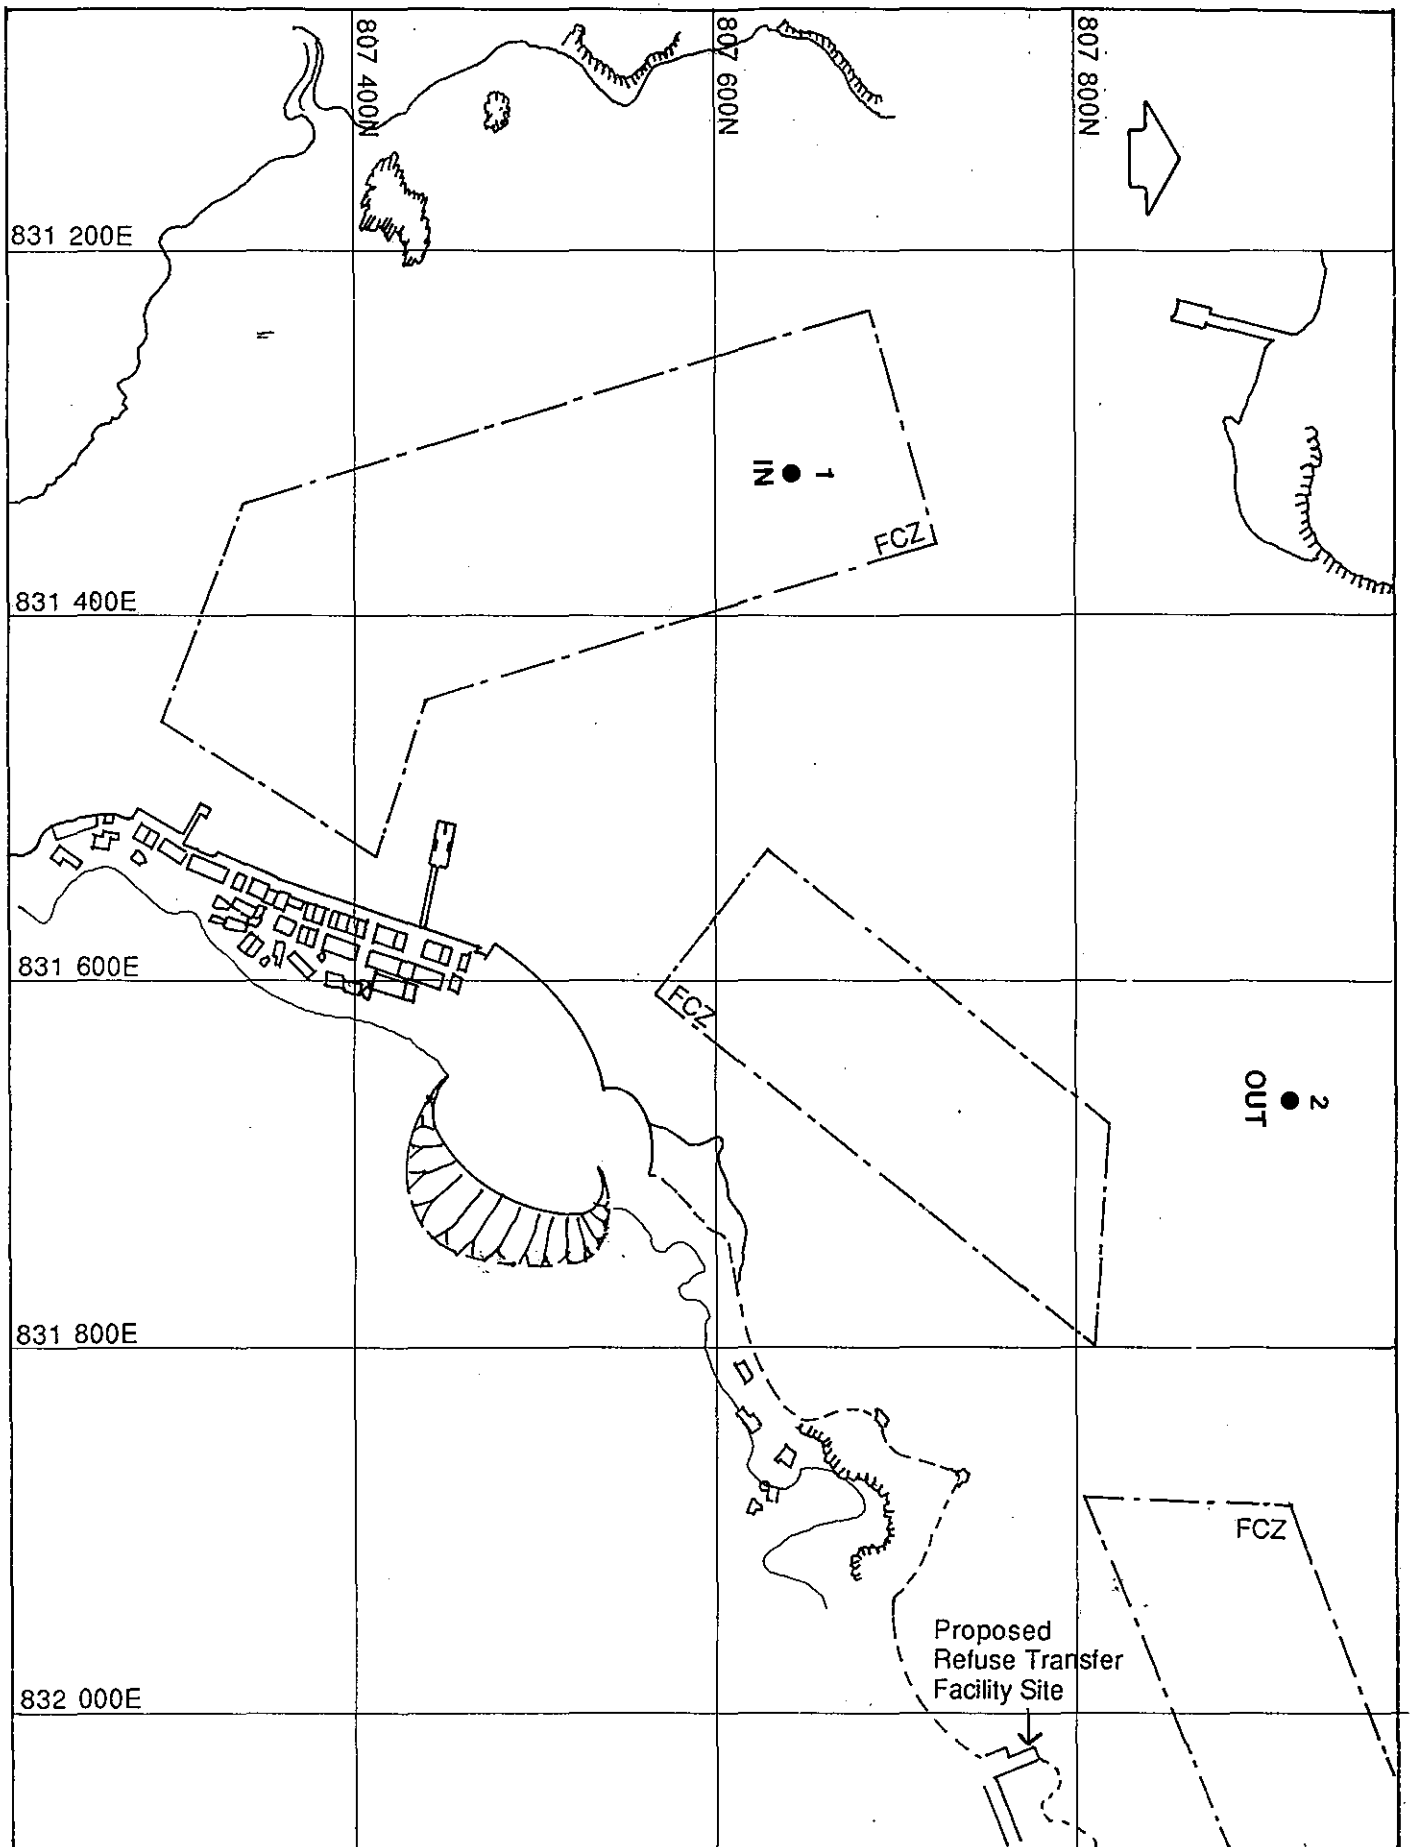 807 400N
807 600N
807 800N
831 200E
1
IN
FCZ
831 400E
831 600E
FCZ
2
OUT
831 800E
FCZ
Proposed
Refuse Transfer
Facility Site
832 000E